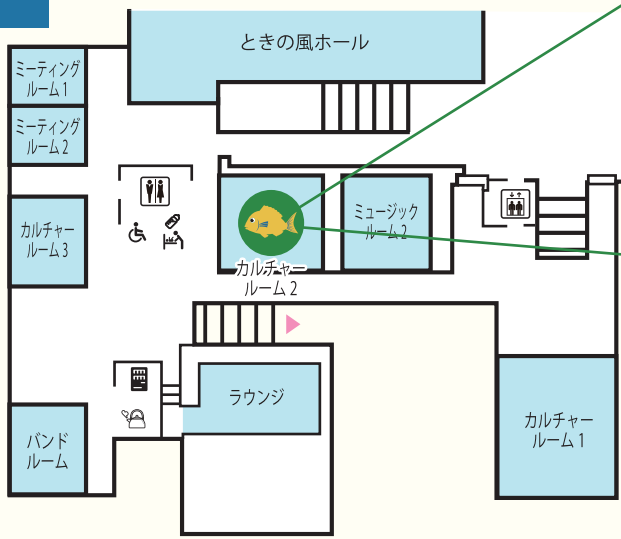 ときの風ホール
ミーティング
ルーム 1
ミーティング
ルーム 2
カルチャー
ルーム 3
カルチャー
ルーム 2
ミュージック
ルーム 2
ラウンジ
バンド
ルーム
カルチャー
ルーム 1